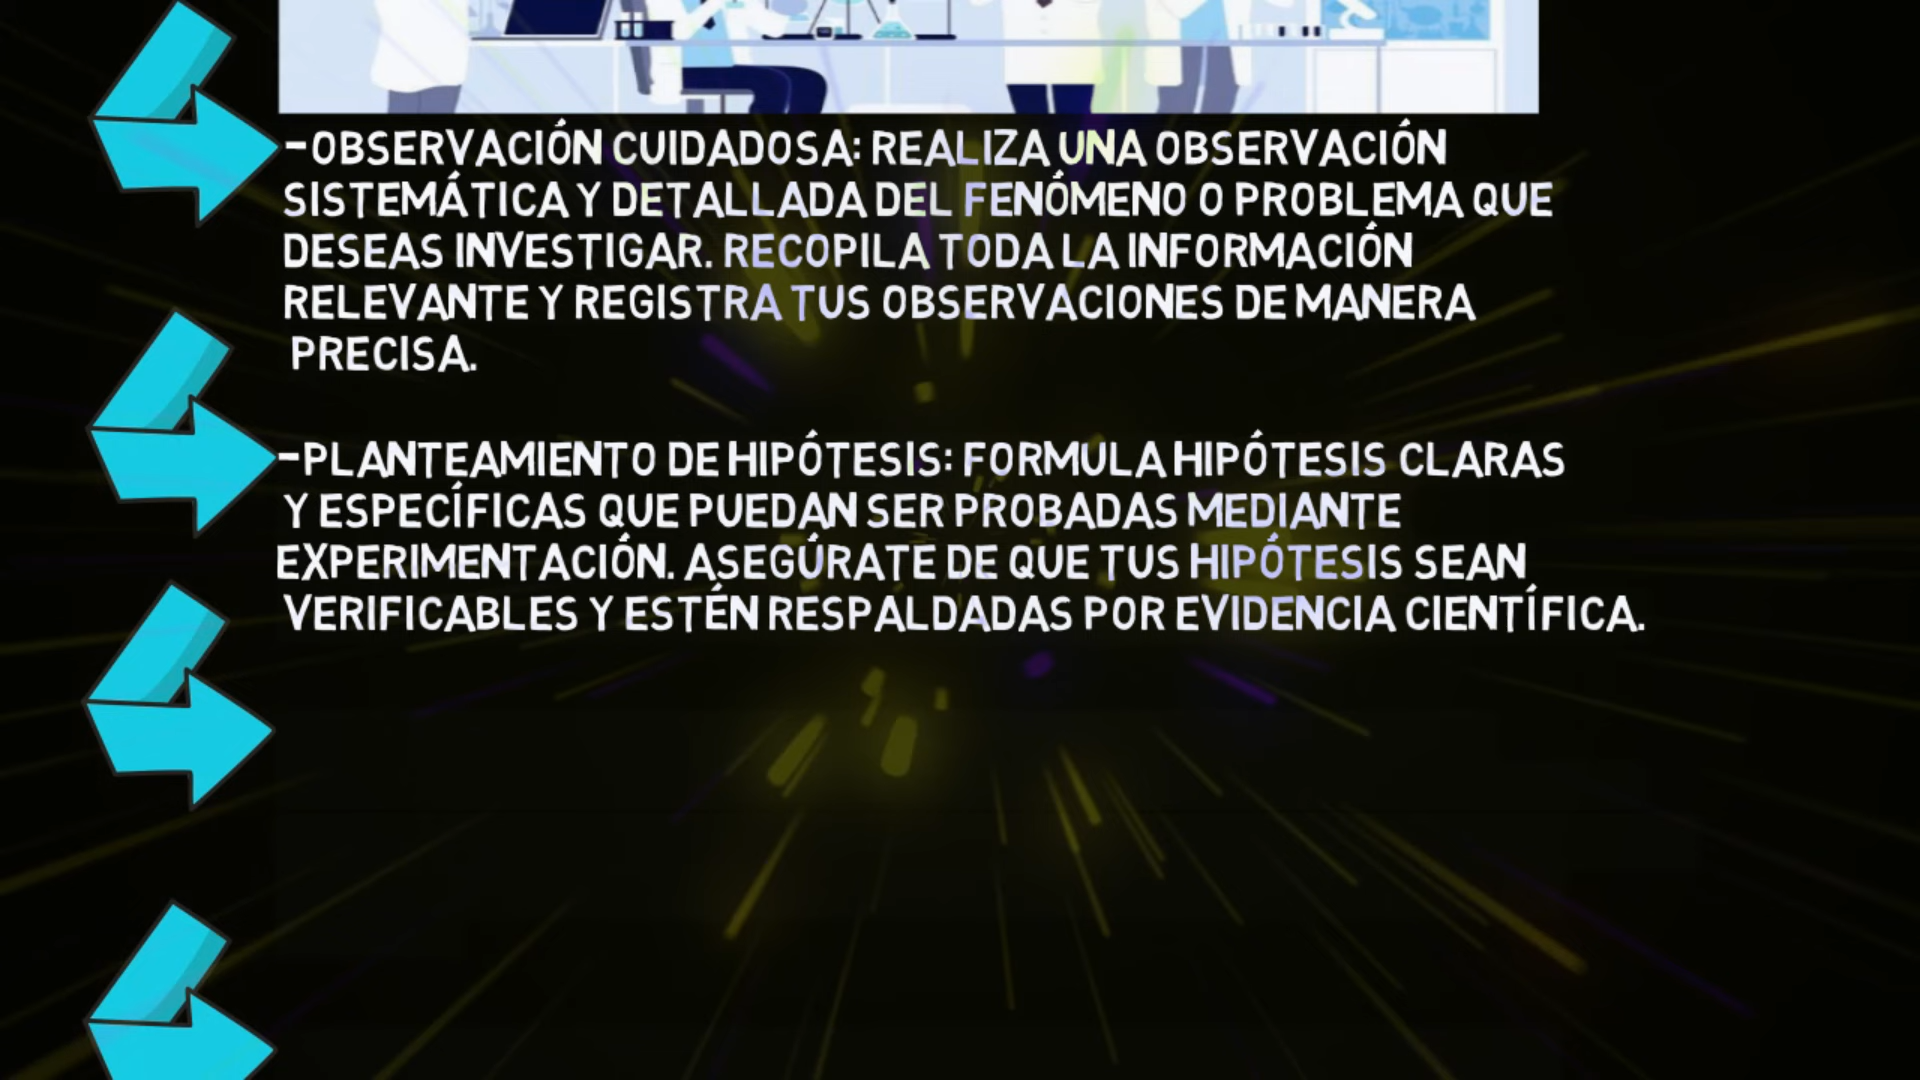 -OBSERVACIÓN CUIDADOSA: REALIZA UNA OBSERVACIÓN
SISTEMÁTICA Y DETALLADA DEL FENÓMENO O PROBLEMA QUE
DESEAS INVESTIGAR. RECOPILA TODA LA INFORMACIÓN
RELEVANTE Y REGISTRA TUS OBSERVACIONES DE MANERA
PRECISA.
-PLANTEAMIENTO DE HIPÓTESIS: FORMULA HIPÓTESIS CLARAS
Y ESPECÍFICAS QUE PUEDAN SER PROBADAS MEDIANTE
EXPERIMENTACIÓN. ASEGÚRATE DE QUE TUS HIPÓTESIS SEAN
VERIFICABLES Y ESTÉN RESPALDADAS POR EVIDENCIA CIENTÍFICA.